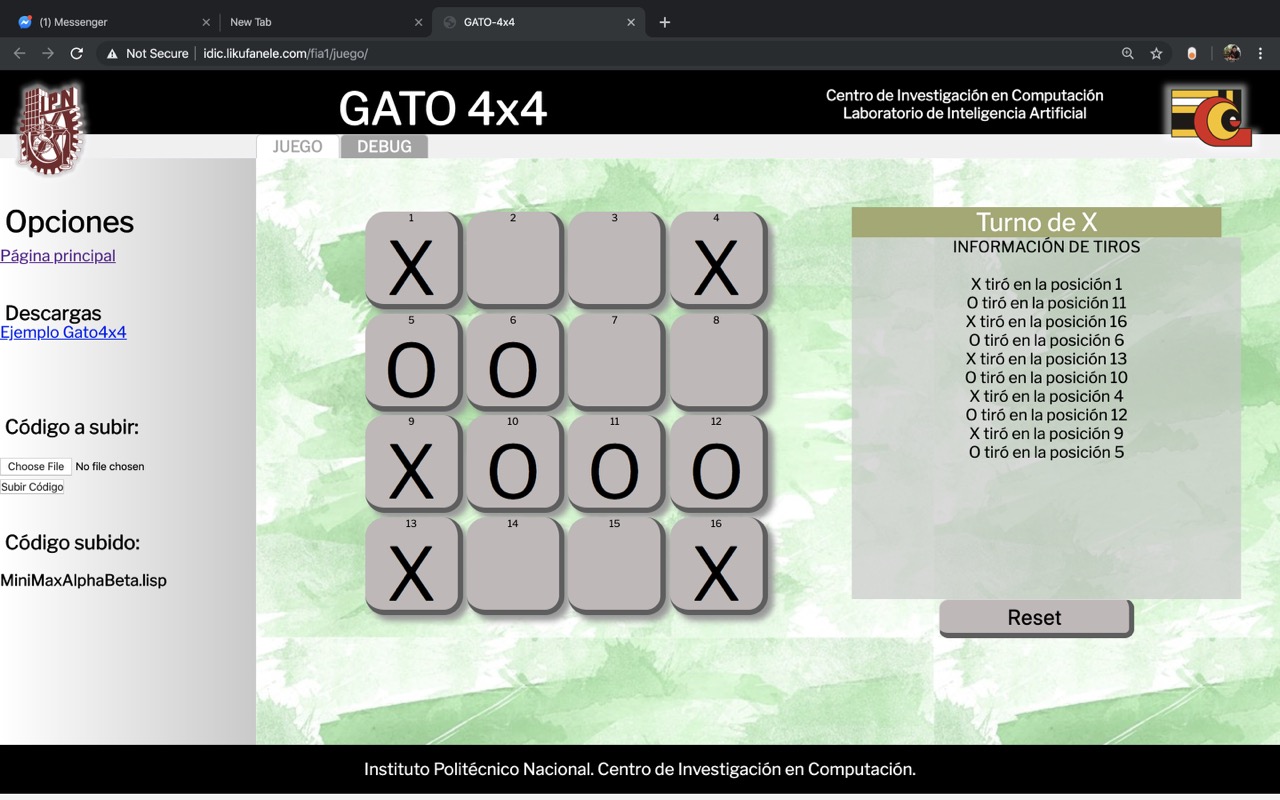 (1) Messenger
New Tab
GATO-4x4
Not Secure
idic.likufanele.com/fia1/juego/
IPN
GATO 4x4
Centro de Investigación en Computación
Laboratorio de Inteligencia Artificial
JUEGO
DEBUG
Opciones
Página principal
Descargas
Ejemplo Gato4x4
Código a subir:
Choose File No file chosen
Subir Código
Código subido:
MiniMaxAlphaBeta.lisp
1 2 3 4
X X
5 6 7 8
O O
9 10 11 12
X O O O
13 14 15 16
X X
Turno de X
INFORMACIÓN DE TIROS
X tiró en la posición 1
O tiró en la posición 11
X tiró en la posición 16
O tiró en la posición 6
X tiró en la posición 13
O tiró en la posición 10
X tiró en la posición 4
O tiró en la posición 12
X tiró en la posición 9
O tiró en la posición 5
Reset
Instituto Politécnico Nacional. Centro de Investigación en Computación.